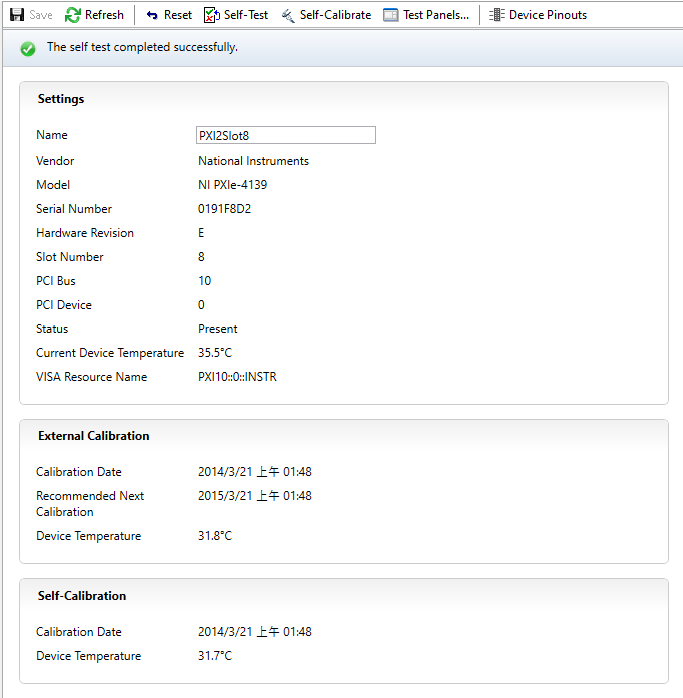 Save Refresh Reset Self-Test Self-Calibrate Test Panels... Device Pinouts
The self test completed successfully.
Settings
Name PXI2Slot8
Vendor National Instruments
Model NI PXIe-4139
Serial Number 0191F8D2
Hardware Revision E
Slot Number 8
PCI Bus 10
PCI Device 0
Status Present
Current Device Temperature 35.5°C
VISA Resource Name PXI10::0::INSTR
External Calibration
Calibration Date 2014/3/21 上午 01:48
Recommended Next 2015/3/21 上午 01:48
Calibration
Device Temperature 31.8°C
Self-Calibration
Calibration Date 2014/3/21 上午 01:48
Device Temperature 31.7°C